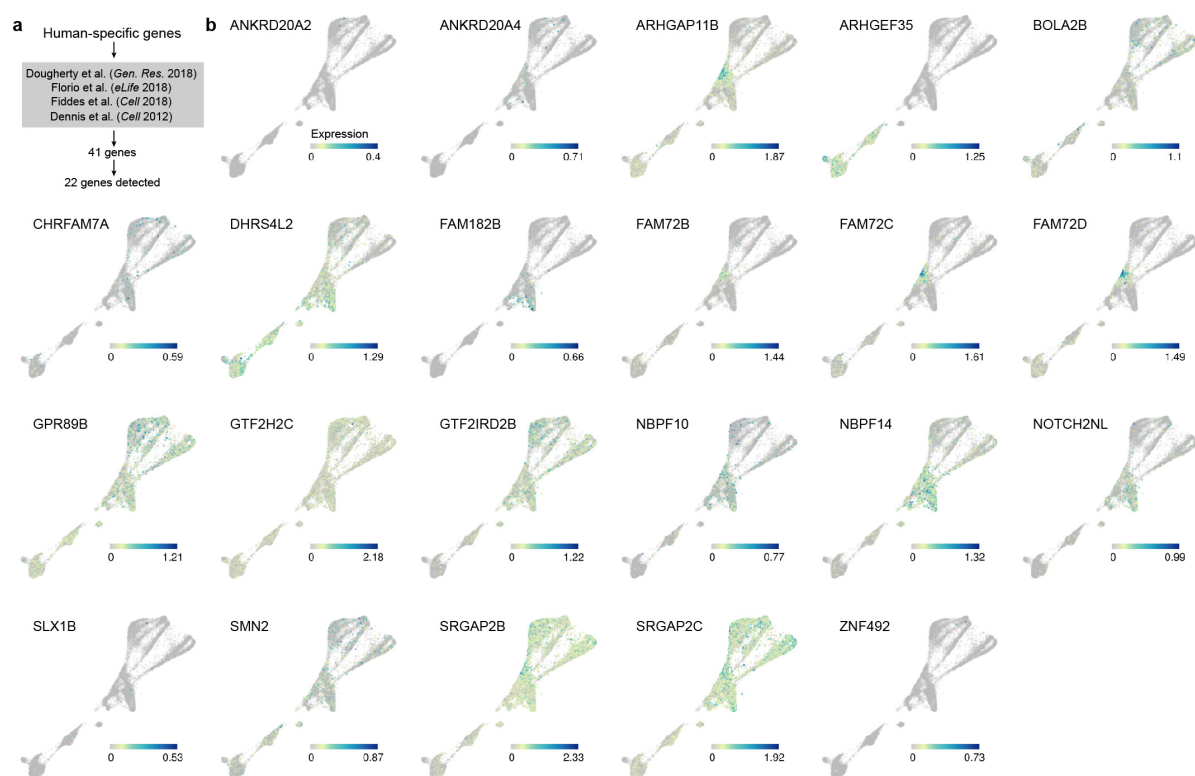 a
Human-specific genes
Dougherty et al. (Gen. Res. 2018)
Florio et al. (eLife 2018)
Fiddes et al. (Cell 2018)
Dennis et al. (Cell 2012)
41 genes
22 genes detected
b
ANKRD20A2
Expression
0 0.4
ANKRD20A4
0 0.71
ARHGAP11B
0 1.87
ARHGEF35
0 1.25
BOLA2B
0 1.1
CHRFAM7A
0 0.59
DHRS4L2
0 1.29
FAM182B
0 0.66
FAM72B
0 1.44
FAM72C
0 1.61
FAM72D
0 1.49
GPR89B
0 1.21
GTF2H2C
0 2.18
GTF2IRD2B
0 1.22
NBPF10
0 0.77
NBPF14
0 1.32
NOTCH2NL
0 0.99
SLX1B
0 0.53
SMN2
0 0.87
SRGAP2B
0 2.33
SRGAP2C
0 1.92
ZNF492
0 0.73